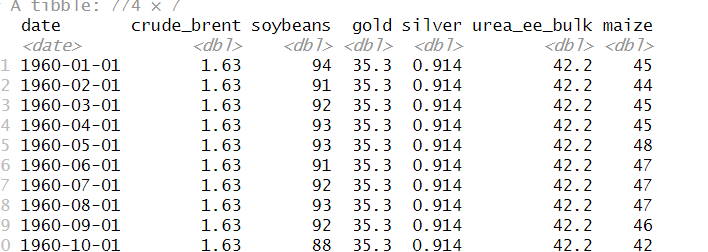 A tibble: 774 × 7
date crude_brent soybeans gold silver urea_ee_bulk maize
<date> <dbl> <dbl> <dbl> <dbl> <dbl> <dbl>
1 1960-01-01 1.63 94 35.3 0.914 42.2 45
2 1960-02-01 1.63 91 35.3 0.914 42.2 44
3 1960-03-01 1.63 92 35.3 0.914 42.2 45
4 1960-04-01 1.63 93 35.3 0.914 42.2 45
5 1960-05-01 1.63 93 35.3 0.914 42.2 48
6 1960-06-01 1.63 91 35.3 0.914 42.2 47
7 1960-07-01 1.63 92 35.3 0.914 42.2 47
8 1960-08-01 1.63 93 35.3 0.914 42.2 47
9 1960-09-01 1.63 92 35.3 0.914 42.2 46
0 1960-10-01 1.63 88 35.3 0.914 42.2 42